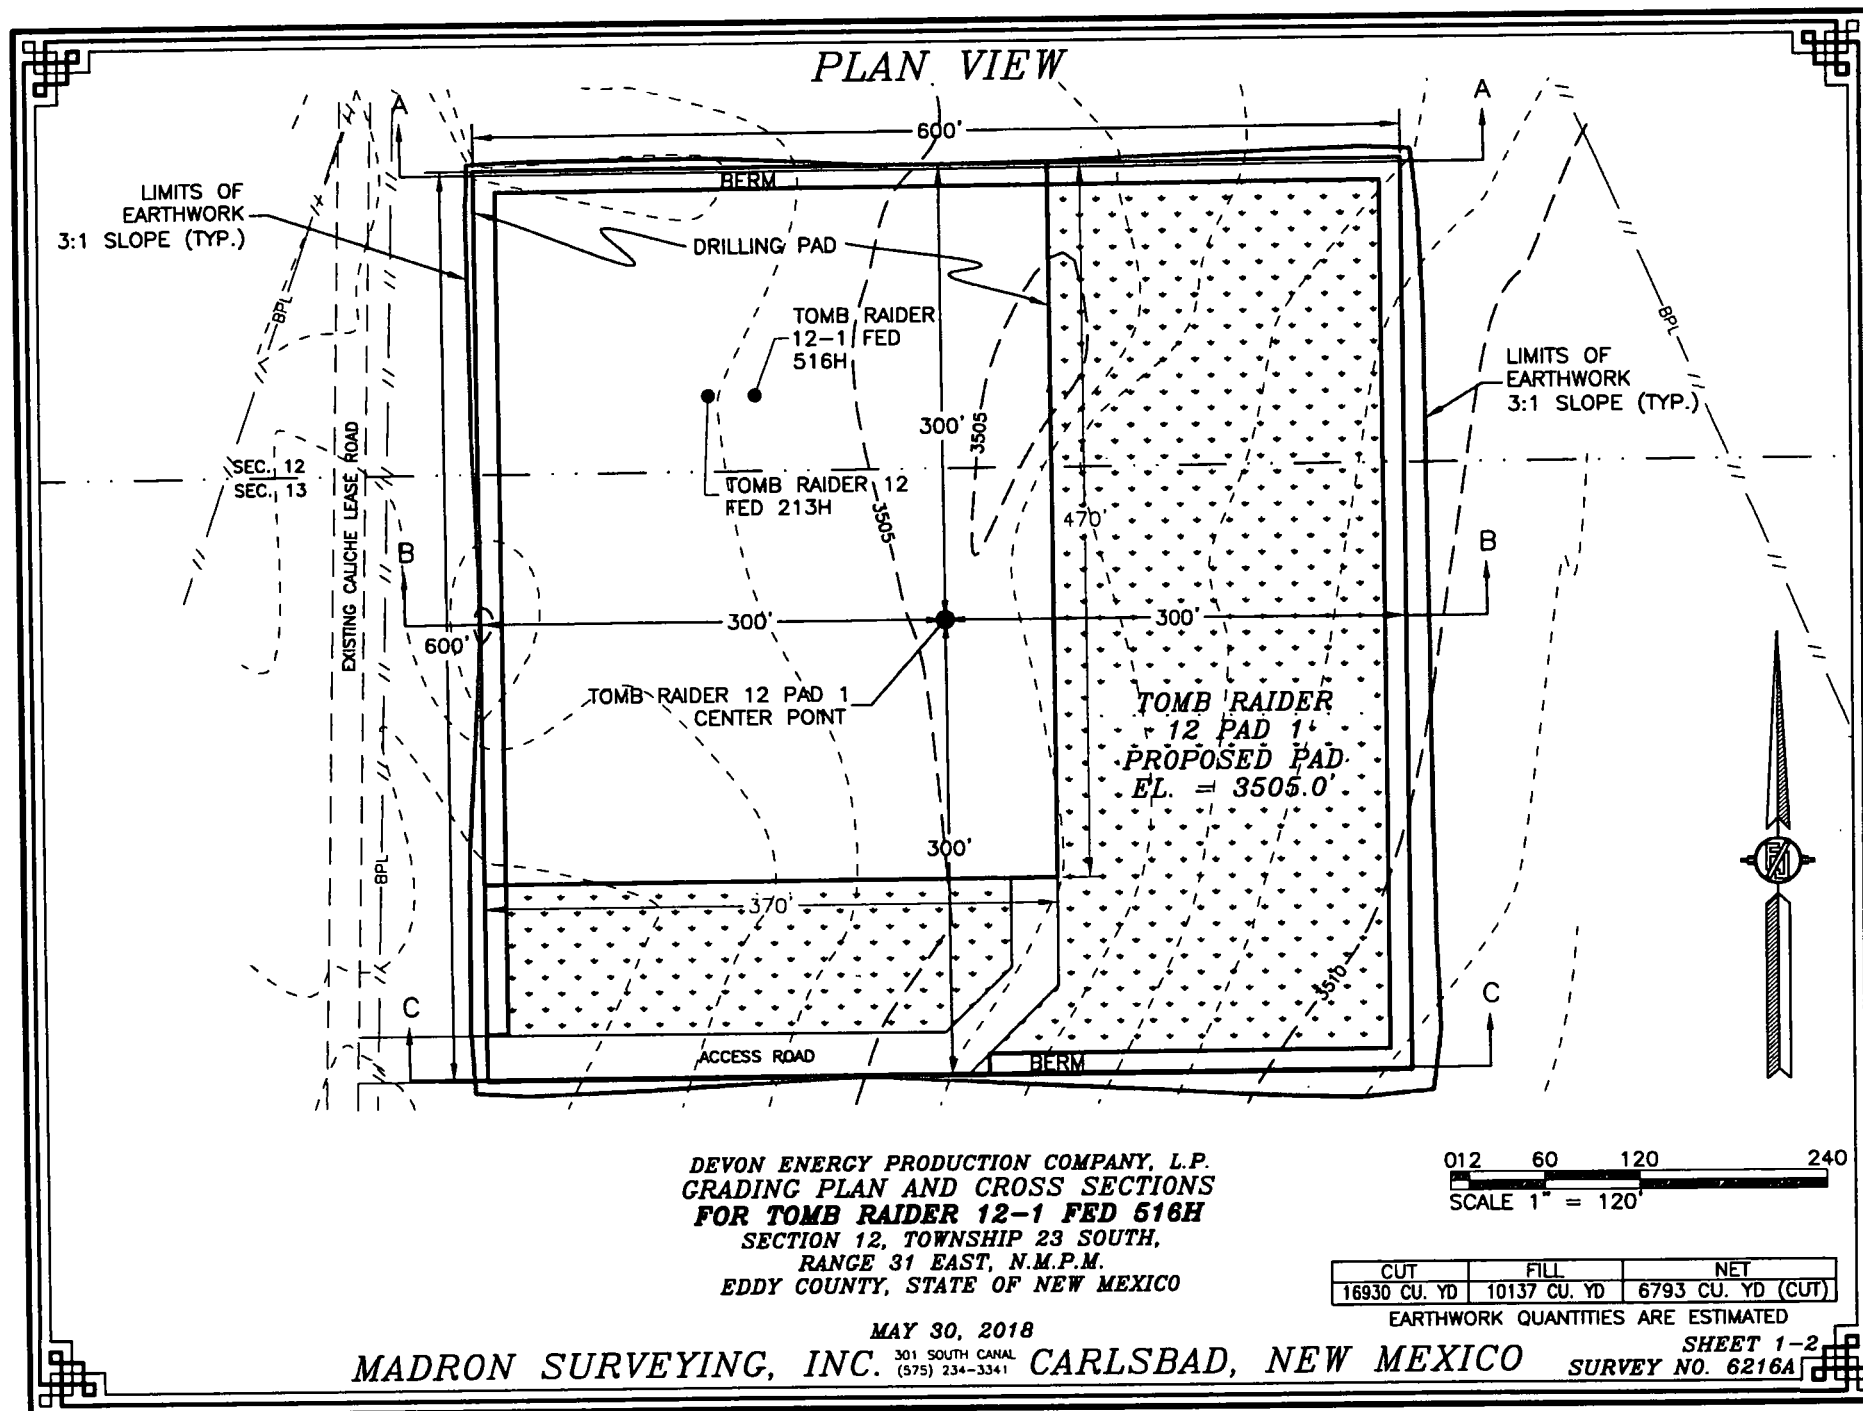 PLAN VIEW
A
A
600'
BERM
LIMITS OF
EARTHWORK
3:1 SLOPE (TYP.)
DRILLING PAD
TOMB RAIDER
12-1 FED
516H
BPL
BPL
LIMITS OF
EARTHWORK
3:1 SLOPE (TYP.)
300'
3505
SEC. 12
SEC. 13
EXISTING CALICHE LEASE ROAD
TOMB RAIDER 12
FED 213H
3505
470'
B
B
300'
300'
600'
TOMB RAIDER 12 PAD 1
CENTER POINT
TOMB RAIDER
12 PAD 1
PROPOSED PAD
EL. = 3505.0'
300'
BPL
370'
3510
C
C
ACCESS ROAD
BERM
DEVON ENERGY PRODUCTION COMPANY, L.P.
GRADING PLAN AND CROSS SECTIONS
FOR TOMB RAIDER 12-1 FED 516H
SECTION 12, TOWNSHIP 23 SOUTH,
RANGE 31 EAST, N.M.P.M.
EDDY COUNTY, STATE OF NEW MEXICO
MAY 30, 2018
012 60 120 240
SCALE 1" = 120'
CUT FILL NET
16930 CU. YD 10137 CU. YD 6793 CU. YD (CUT)
EARTHWORK QUANTITIES ARE ESTIMATED
SHEET 1-2
SURVEY NO. 6216A
MADRON SURVEYING, INC. 301 SOUTH CANAL (575) 234-3341 CARLSBAD, NEW MEXICO